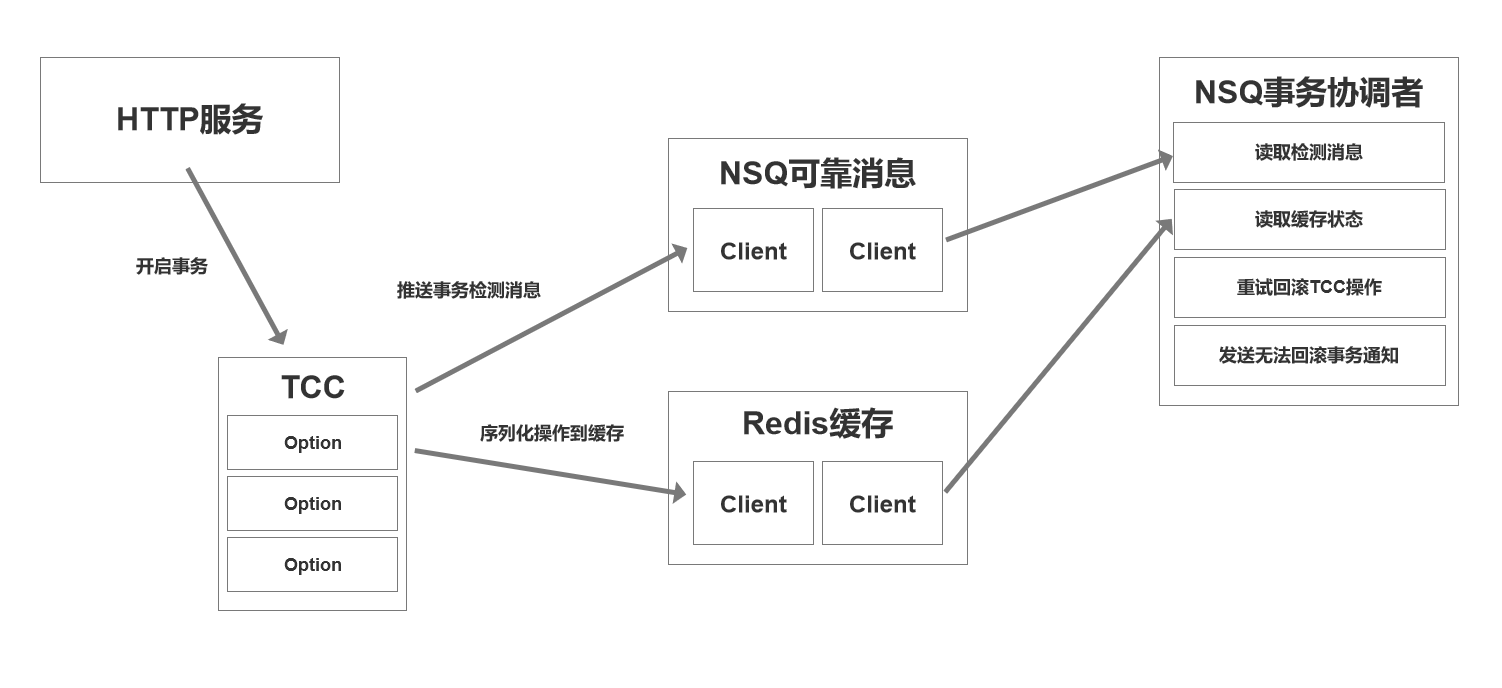 HTTP服务
开启事务
TCC
Option
Option
Option
推送事务检测消息
序列化操作到缓存
NSQ可靠消息
Client
Client
Redis缓存
Client
Client
NSQ事务协调者
读取检测消息
读取缓存状态
重试回滚TCC操作
发送无法回滚事务通知